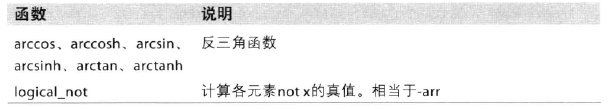 函数 说明
arccos、arccosh、arcsin、 反三角函数
arcsinh、arctan、arctanh
logical_not 计算各元素not x的真值。相当于-arr